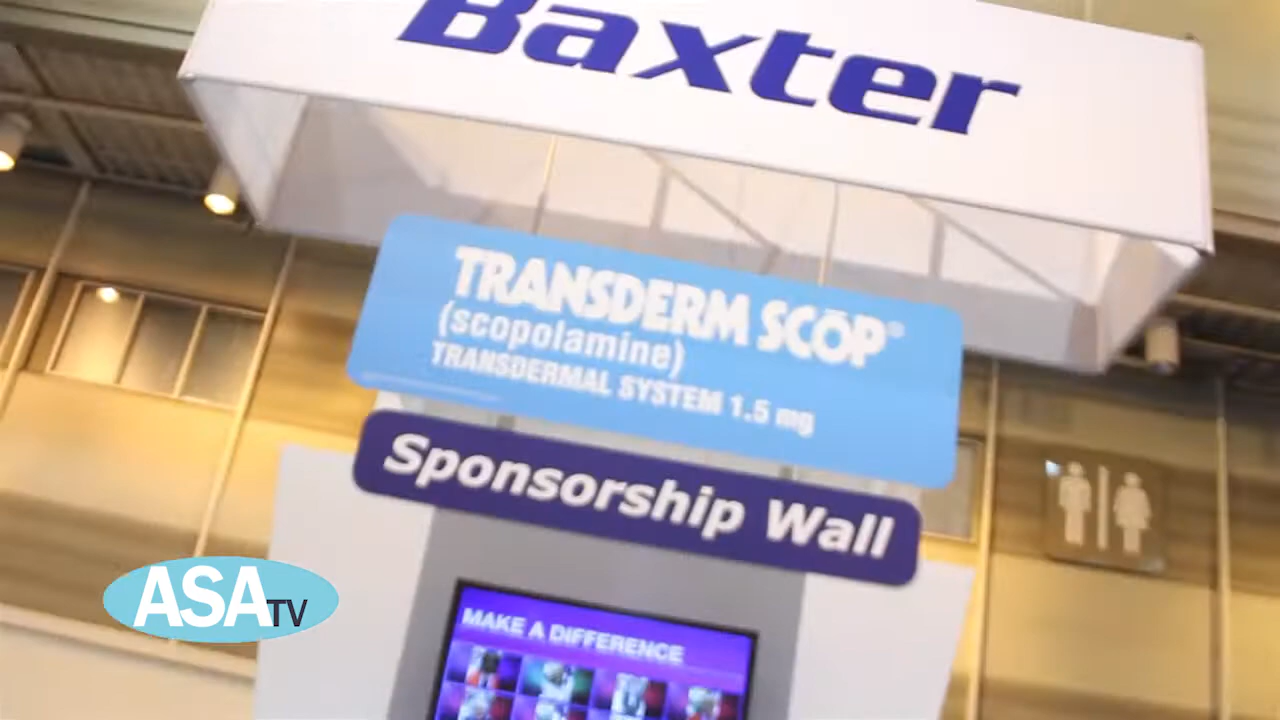 Baxter
TRANSDERM SCŌP®
(scopolamine)
TRANSDERMAL SYSTEM 1.5 mg
Sponsorship Wall
MAKE A DIFFERENCE
ASA TV